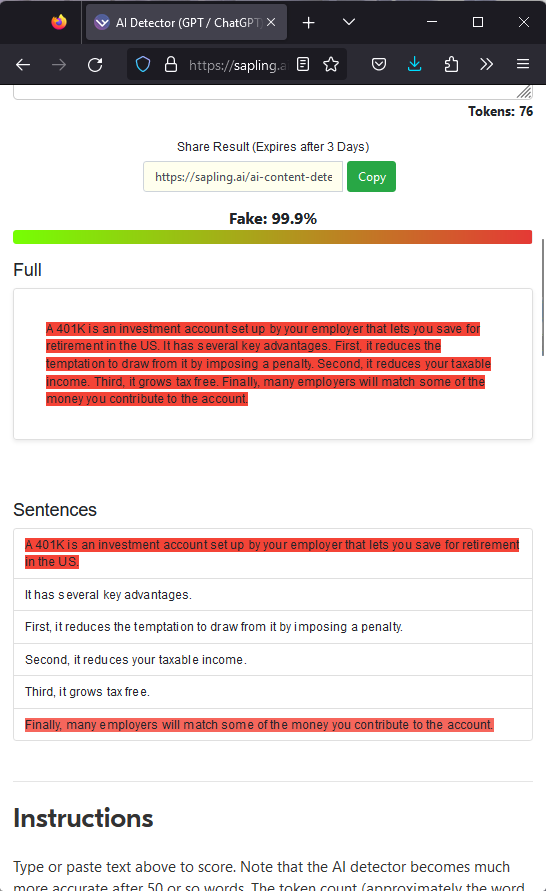 AI Detector (GPT / ChatGPT)
https://sapling.a
Tokens: 76
Share Result (Expires after 3 Days)
https://sapling.ai/ai-content-dete
Copy
Fake: 99.9%
Full
A 401K is an investment account set up by your employer that lets you save for
retirement in the US. It has several key advantages. First, it reduces the
temptation to draw from it by imposing a penalty. Second, it reduces your taxable
income. Third, it grows tax free. Finally, many employers will match some of the
money you contribute to the account.
Sentences
A 401K is an investment account set up by your employer that lets you save for retirement
in the US.
It has several key advantages.
First, it reduces the temptation to draw from it by imposing a penalty.
Second, it reduces your taxable income.
Third, it grows tax free.
Finally, many employers will match some of the money you contribute to the account.
Instructions
Type or paste text above to score. Note that the AI detector becomes much
more accurate after 50 or so words. The token count (approximately the word